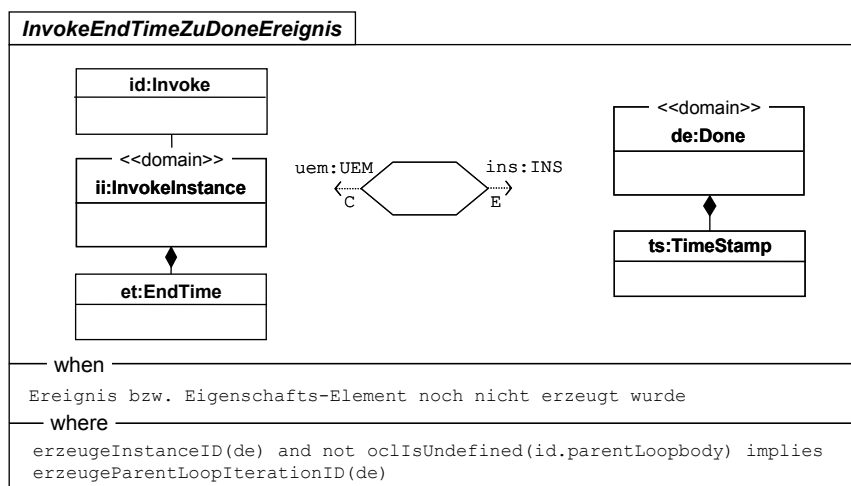 InvokeEndTimeZuDoneEreignis
id:Invoke
<<domain>>
ii:InvokeInstance
et:EndTime
uem:UEM
C
ins:INS
E
<<domain>>
de:Done
ts:TimeStamp
when
Ereignis bzw. Eigenschafts-Element noch nicht erzeugt wurde
where
erzeugeInstanceID(de) and not oclIsUndefined(id.parentLoopbody) implies
erzeugeParentLoopIterationID(de)